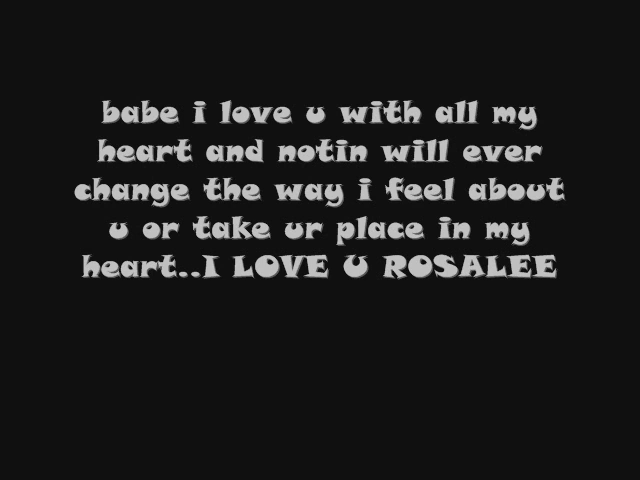 babe i love u with all my
heart and notin will ever
change the way i feel about
u or take ur place in my
heart..I LOVE U ROSALEE